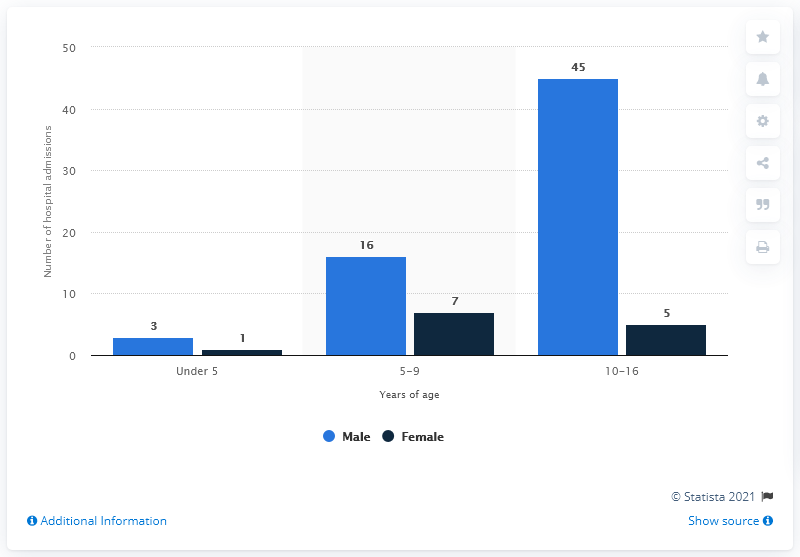 50
40
30
20
10
0
Number of hospital admissions
3
1
16
7
45
5
Under 5
5-9
10-16
Years of age
Male
Female
© Statista 2021
Additional Information
Show source